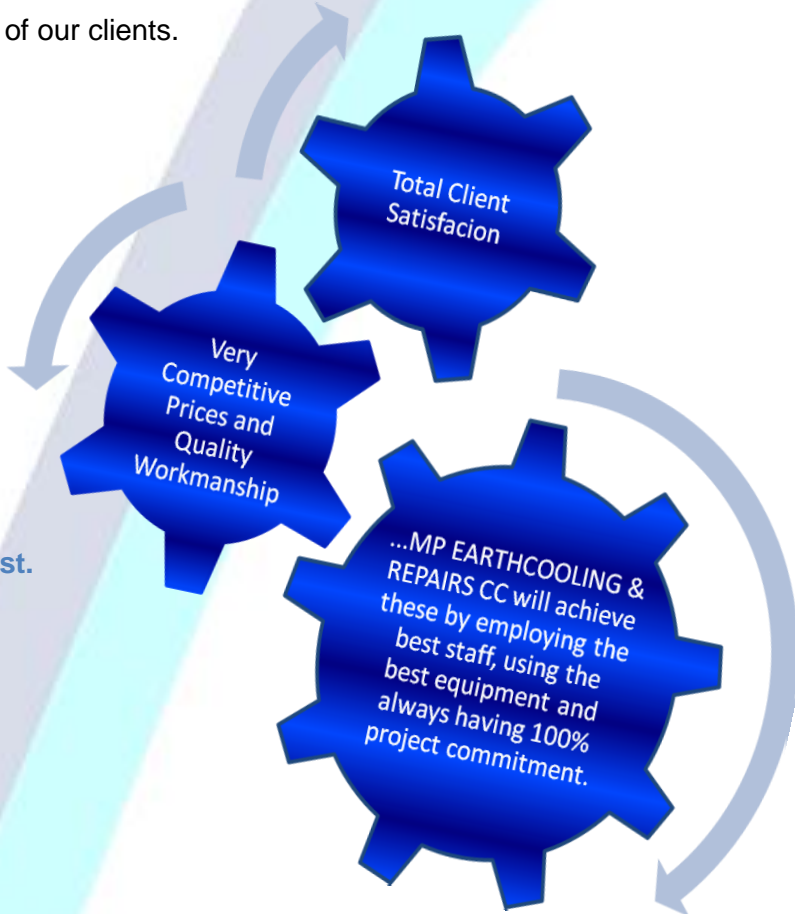 of our clients.
Total Client
Satisfacion
Very
Competitive
Prices and
Quality
Workmanship
st.
...MP EARTHCOOLING &
REPAIRS CC will achieve
these by employing the
best staff, using the
best equipment and
always having 100%
project commitment.